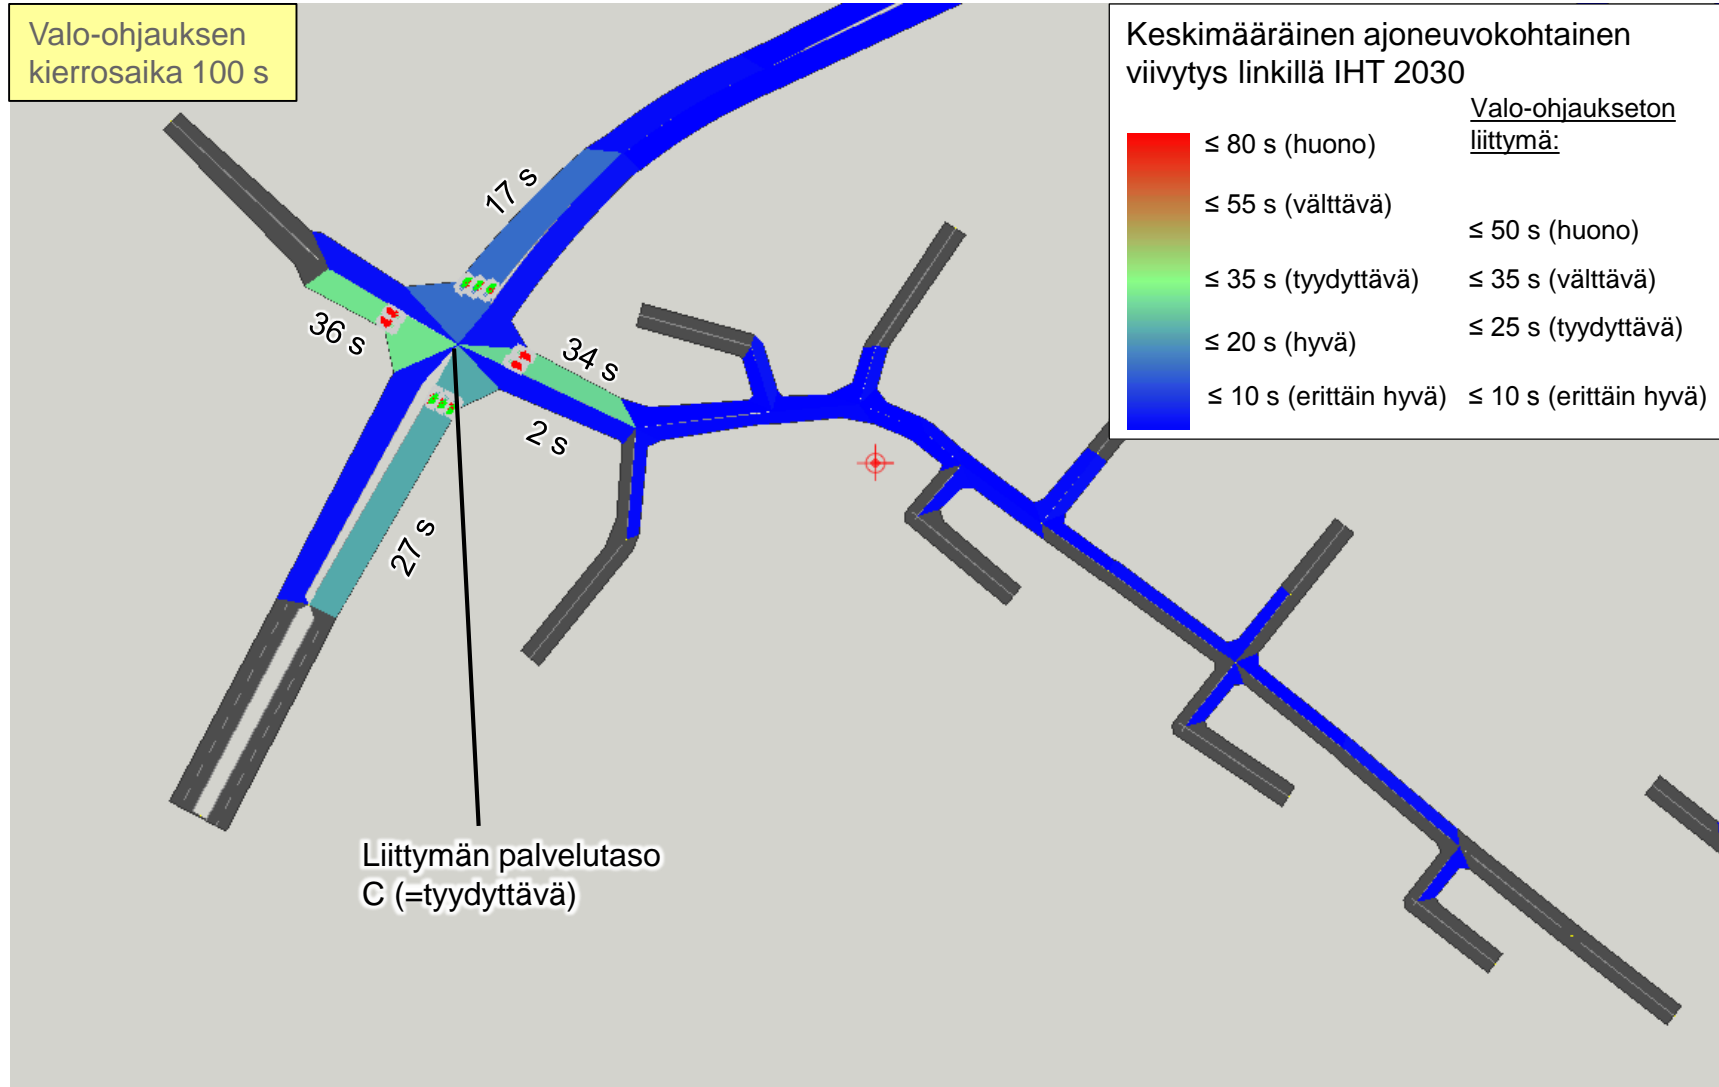 Valo-ohjauksen
kierrosaika 100 s
Keskimääräinen ajoneuvokohtainen
viivytys linkillä IHT 2030
Valo-ohjaukseton
liittymä:
≤ 80 s (huono)
≤ 55 s (välttävä)
≤ 50 s (huono)
≤ 35 s (tyydyttävä)
≤ 35 s (välttävä)
≤ 25 s (tyydyttävä)
≤ 20 s (hyvä)
≤ 10 s (erittäin hyvä)
≤ 10 s (erittäin hyvä)
17 s
36 s
34 s
2 s
27 s
Liittymän palvelutaso
C (=tyydyttävä)